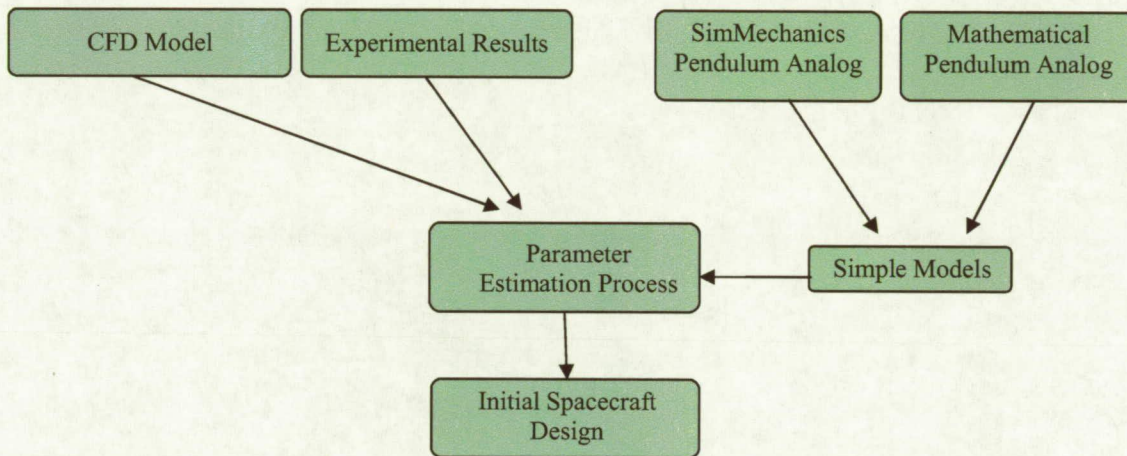 CFD Model
Experimental Results
SimMechanics
Pendulum Analog
Mathematical
Pendulum Analog
Parameter
Estimation Process
Simple Models
Initial Spacecraft
Design